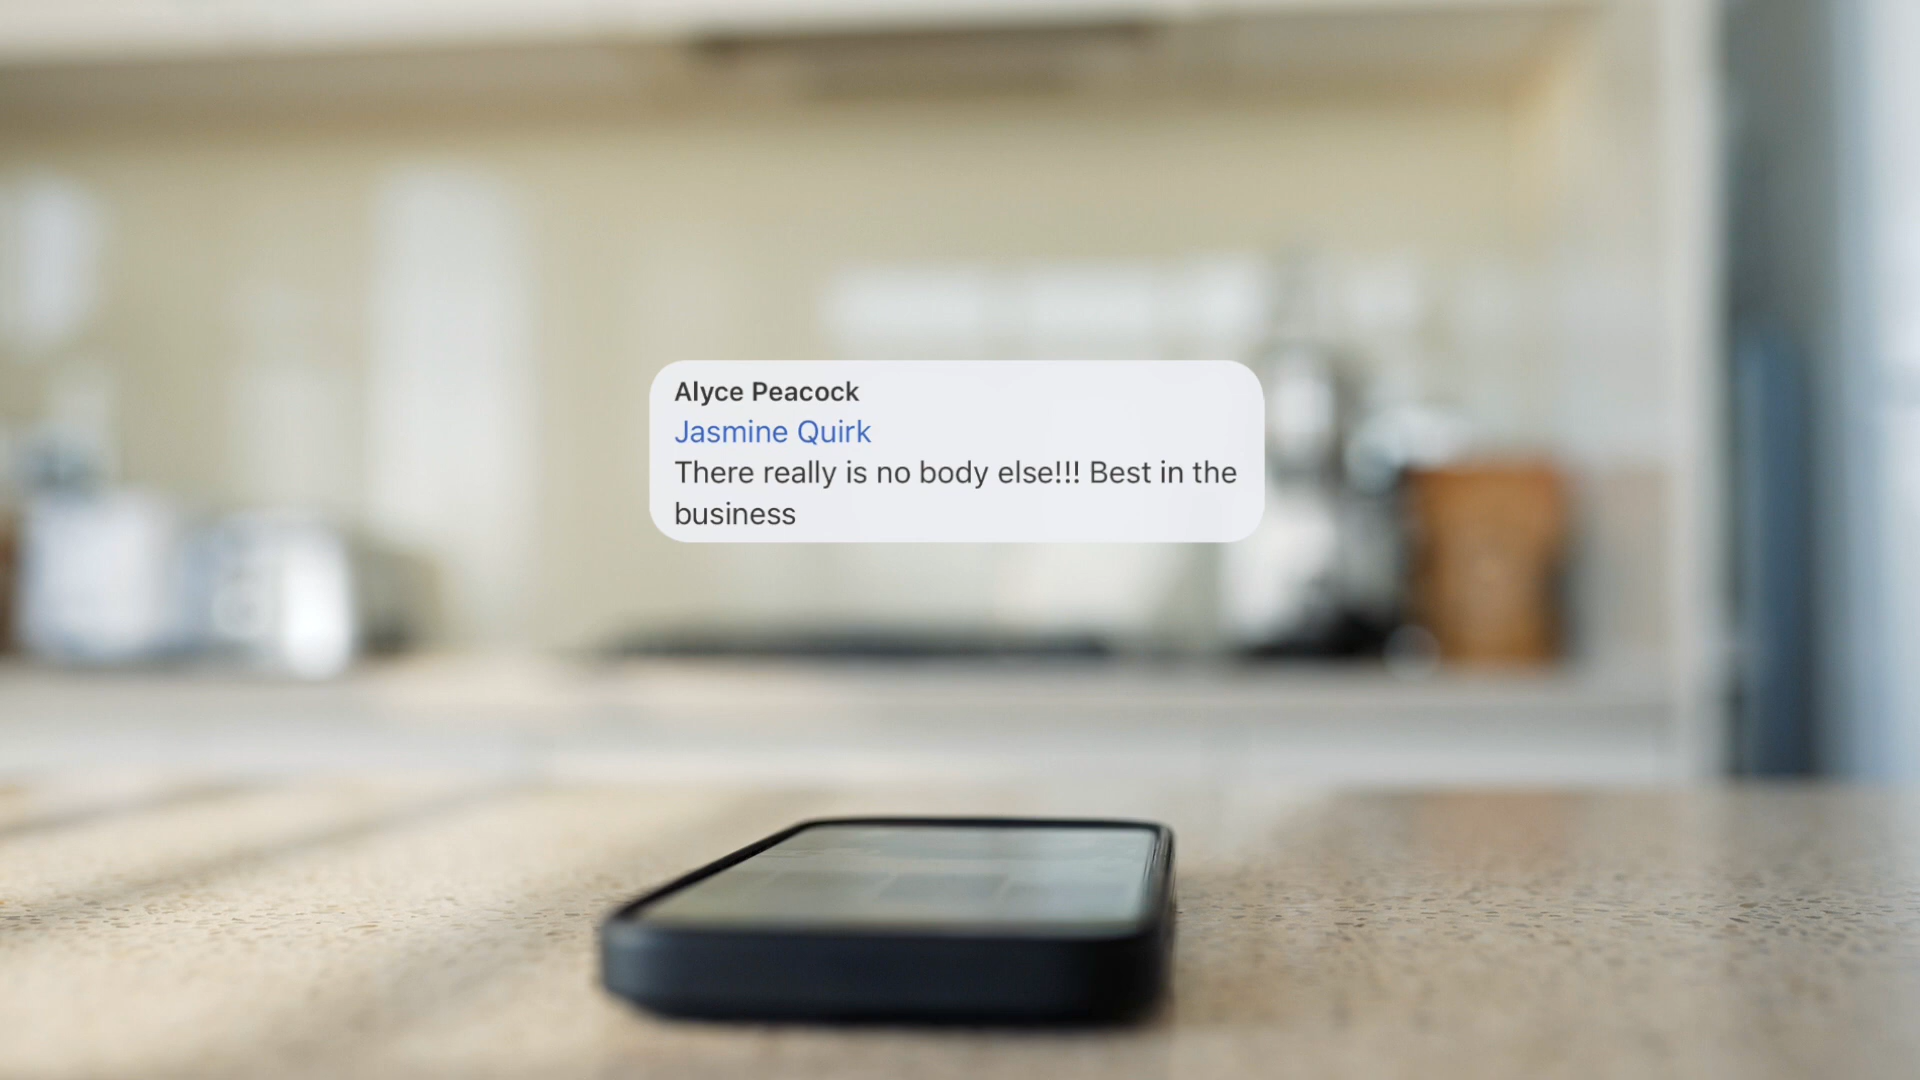 Alyce Peacock
Jasmine Quirk
There really is no body else!!! Best in the
business